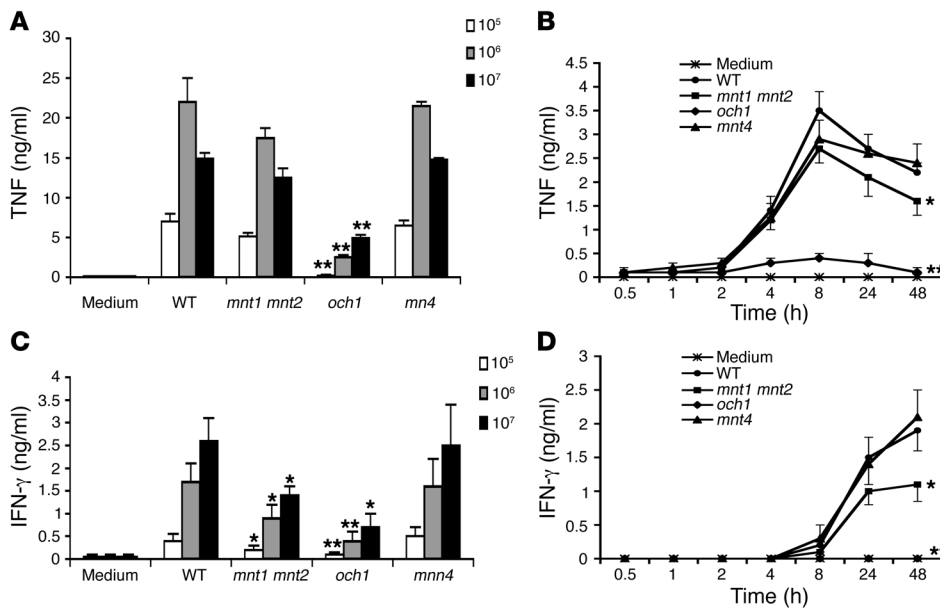 A
TNF (ng/ml)
30
25
20
15
10
5
0
10⁵
10⁶
10⁷
Medium WT mnt1 mnt2 och1 mn4
** ** **
B
TNF (ng/ml)
4.5
4
3.5
3
2.5
2
1.5
1
0.5
0
Medium
WT
mnt1 mnt2
och1
mnt4
*
**
0.5 1 2 4 8 24 48
Time (h)
C
IFN-γ (ng/ml)
4
3.5
3
2.5
2
1.5
1
0.5
0
10⁵
10⁶
10⁷
* * *
** ** *
Medium WT mnt1 mnt2 och1 mnn4
D
IFN-γ (ng/ml)
3
2.5
2
1.5
1
0.5
0
Medium
WT
mnt1 mnt2
och1
mnt4
*
**
0.5 1 2 4 8 24 48
Time (h)